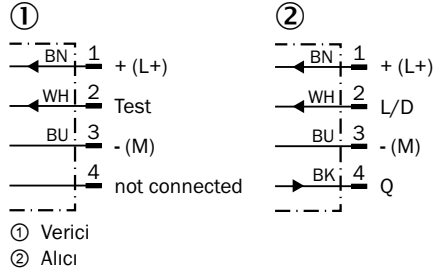 ①
BN 1 + (L+)
WH 2 Test
BU 3 - (M)
4 not connected
②
BN 1 + (L+)
WH 2 L/D
BU 3 - (M)
BK 4 Q
① Verici
② Alıcı